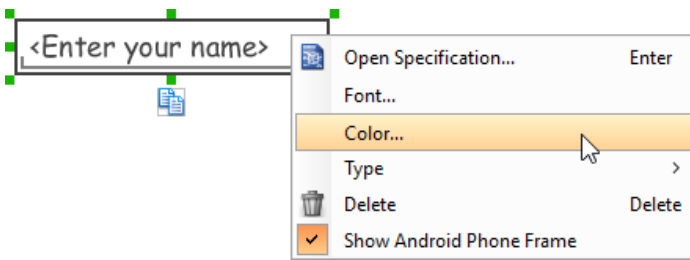 <Enter your name>
Open Specification... Enter
Font...
Color...
Type >
Delete Delete
Show Android Phone Frame